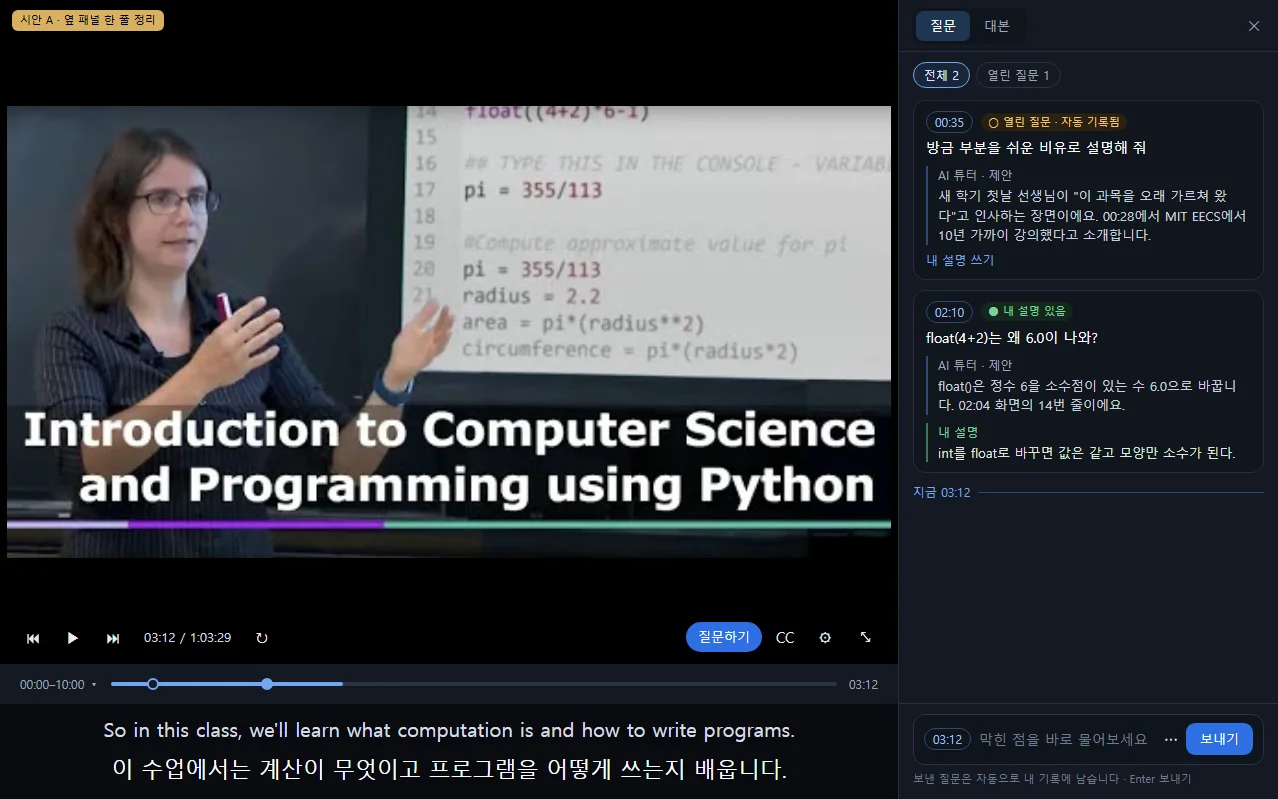 시안 A · 옆 패널 한 줄 정리
14 float((4+2)*6-1)
15
16 ## TYPE THIS IN THE CONSOLE - VARIABL
17 pi = 355/113
18
19 #Compute approximate value for pi
20 pi = 355/113
21 radius = 2.2
area = pi*(radius**2)
circumference = pi*(radius*2)
Introduction to Computer Science
and Programming using Python
03:12 / 1:03:29
질문하기 CC
00:00–10:00
03:12
So in this class, we'll learn what computation is and how to write programs.
이 수업에서는 계산이 무엇이고 프로그램을 어떻게 쓰는지 배웁니다.
질문 대본
전체 2 열린 질문 1
00:35 열린 질문 · 자동 기록됨
방금 부분을 쉬운 비유로 설명해 줘
AI 튜터 · 제안
새 학기 첫날 선생님이 "이 과목을 오래 가르쳐 왔
다"고 인사하는 장면이에요. 00:28에서 MIT EECS에서
10년 가까이 강의했다고 소개합니다.
내 설명 쓰기
02:10 내 설명 있음
float(4+2)는 왜 6.0이 나와?
AI 튜터 · 제안
float()은 정수 6을 소수점이 있는 수 6.0으로 바꿉니
다. 02:04 화면의 14번 줄이에요.
내 설명
int를 float로 바꾸면 값은 같고 모양만 소수가 된다.
지금 03:12
03:12 막힌 점을 바로 물어보세요 ··· 보내기
보낸 질문은 자동으로 내 기록에 남습니다 · Enter 보내기